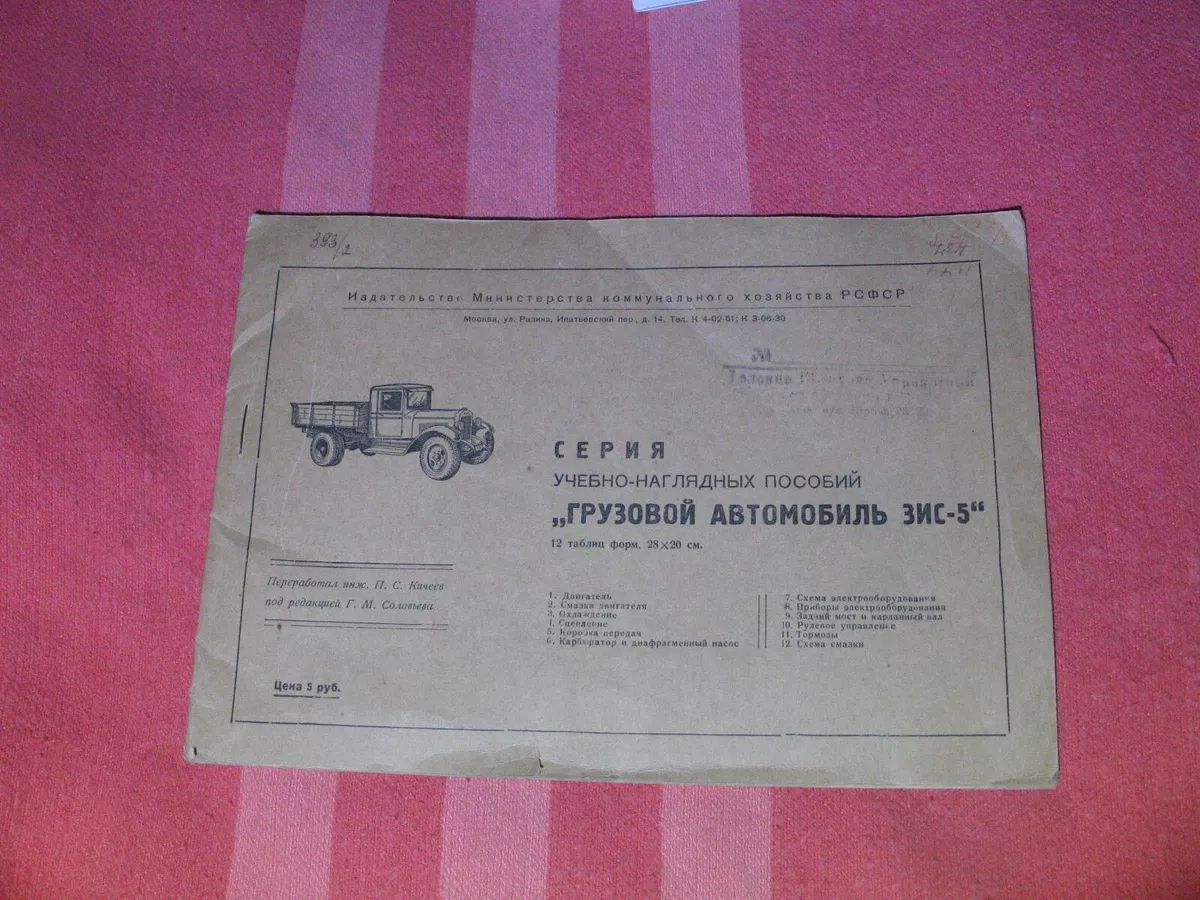 393/2
Издательство Министерства коммунального хозяйства РСФСР
Москва, ул. Разина, Ипатьевский пер., д. 14. Тел. К 4-02-51; К 3-06-30
№
СЕРИЯ
УЧЕБНО-НАГЛЯДНЫХ ПОСОБИЙ
„ГРУЗОВОЙ АВТОМОБИЛЬ ЗИС-5“
12 таблиц форм. 28×20 см.
Переработал инж. П. С. Кичеев
под редакцией Г. М. Соловьева
1. Двигатель
2. Смазка двигателя
3. Охлаждение
4. Сцепление
5. Коробка передач
6. Карбюратор и диафрагменный насос
7. Схема электрооборудования
8. Приборы электрооборудования
9. Задний мост и карданный вал
10. Рулевое управление
11. Тормозы
12. Схема смазки
Цена 5 руб.